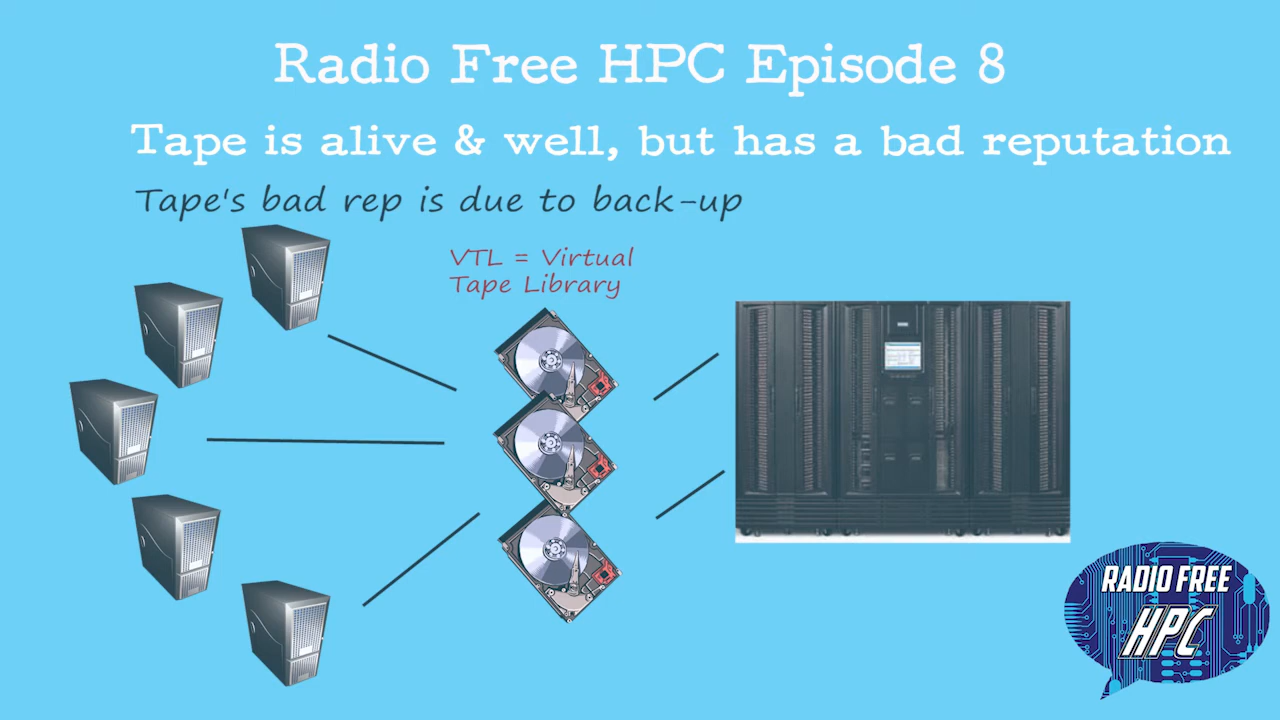 Radio Free HPC Episode 8
Tape is alive & well, but has a bad reputation
Tape's bad rep is due to back-up
VTL = Virtual
Tape Library
RADIO FREE
HPC